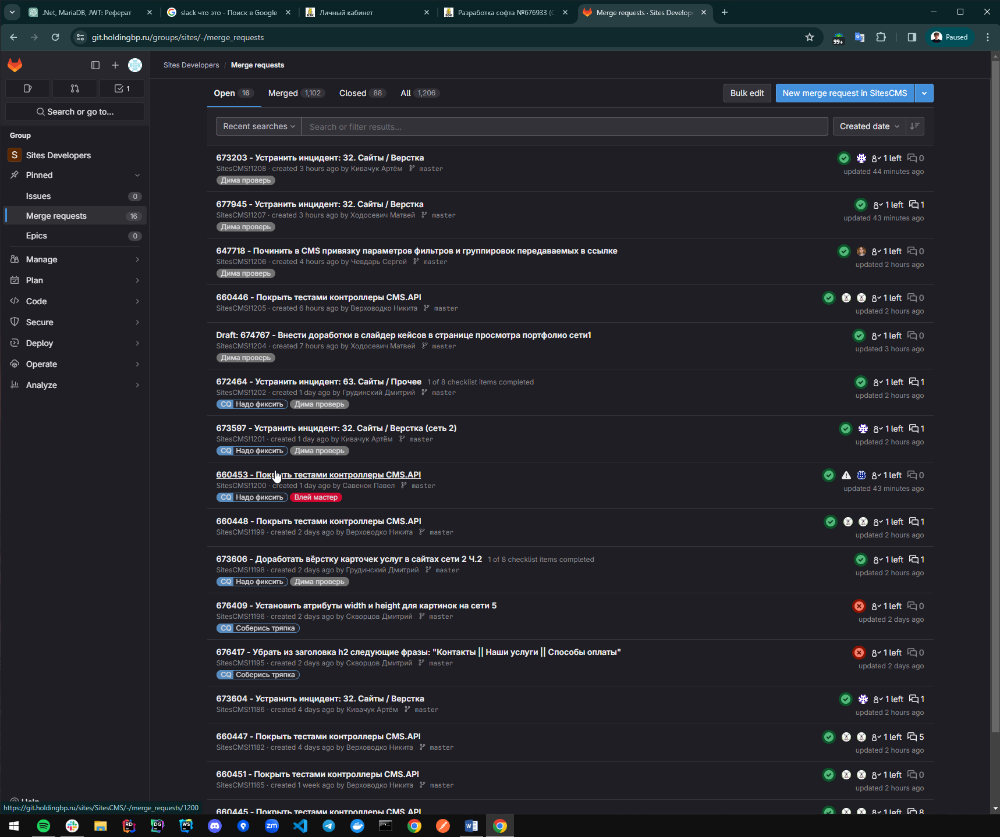 .Net, MariaDB, JWT: Реферат
slack что это - Поиск в Google
Личный кабинет
Разработка софта №676933 (С
Merge requests · Sites Develop
git.holdingbp.ru/groups/sites/-/merge_requests
99+
Paused
1
Search or go to...
Group
S Sites Developers
Pinned
Issues 0
Merge requests 16
Epics 0
Manage
Plan
Code
Secure
Deploy
Operate
Analyze
Help
Sites Developers / Merge requests
Open 16 Merged 1,102 Closed 88 All 1,206
Bulk edit New merge request in SitesCMS
Recent searches Search or filter results... Created date
673203 - Устранить инцидент: 32. Сайты / Верстка 1 left 0
SitesCMS!1208 · created 3 hours ago by Кивачук Артём master updated 44 minutes ago
Дима проверь
677945 - Устранить инцидент: 32. Сайты / Верстка 1 left 1
SitesCMS!1207 · created 3 hours ago by Ходосевич Матвей master updated 43 minutes ago
Дима проверь
647718 - Починить в CMS привязку параметров фильтров и группировок передаваемых в ссылке 1 left 0
SitesCMS!1206 · created 4 hours ago by Чевдарь Сергей master updated 2 hours ago
Дима проверь
660446 - Покрыть тестами контроллеры CMS.API 1 left 0
SitesCMS!1205 · created 6 hours ago by Верховодко Никита master updated 2 hours ago
Draft: 674767 - Внести доработки в слайдер кейсов в странице просмотра портфолио сети1 1 left 0
SitesCMS!1204 · created 7 hours ago by Ходосевич Матвей master updated 3 hours ago
Дима проверь
672464 - Устранить инцидент: 63. Сайты / Прочее 1 of 8 checklist items completed 1 left 1
SitesCMS!1202 · created 1 day ago by Грудинский Дмитрий master updated 2 hours ago
CQ Надо фиксить Дима проверь
673597 - Устранить инцидент: 32. Сайты / Верстка (сеть 2) 1 left 1
SitesCMS!1201 · created 1 day ago by Кивачук Артём master updated 2 hours ago
CQ Надо фиксить Дима проверь
660453 - Покрыть тестами контроллеры CMS.API 1 left 0
SitesCMS!1200 · created 1 day ago by Савенок Павел master updated 43 minutes ago
CQ Надо фиксить Влей мастер
660448 - Покрыть тестами контроллеры CMS.API 1 left 1
SitesCMS!1199 · created 2 days ago by Верховодко Никита master updated 2 hours ago
673606 - Доработать вёрстку карточек услуг в сайтах сети 2 Ч.2 1 of 8 checklist items completed 1 left 1
SitesCMS!1198 · created 2 days ago by Грудинский Дмитрий master updated 2 hours ago
CQ Надо фиксить Дима проверь
676409 - Установить атрибуты width и height для картинок на сети 5 1 left 0
SitesCMS!1196 · created 2 days ago by Скворцов Дмитрий master updated 2 days ago
CQ Соберись тряпка
676417 - Убрать из заголовка h2 следующие фразы: "Контакты || Наши услуги || Способы оплаты" 1 left 0
SitesCMS!1195 · created 2 days ago by Скворцов Дмитрий master updated 2 days ago
CQ Соберись тряпка
673604 - Устранить инцидент: 32. Сайты / Верстка 1 left 1
SitesCMS!1186 · created 4 days ago by Кивачук Артём master updated 2 hours ago
660447 - Покрыть тестами контроллеры CMS.API 1 left 5
SitesCMS!1182 · created 4 days ago by Верховодко Никита master updated 2 hours ago
660451 - Покрыть тестами контроллеры CMS.API 1 left 0
SitesCMS!1165 · created 1 week ago by Верховодко Никита master updated 2 hours ago
660445 - Покрыть тестами контроллеры CMS.API 1 left 8
https://git.holdingbp.ru/sites/SitesCMS/-/merge_requests/1200
RD
DG
WS
zm
W